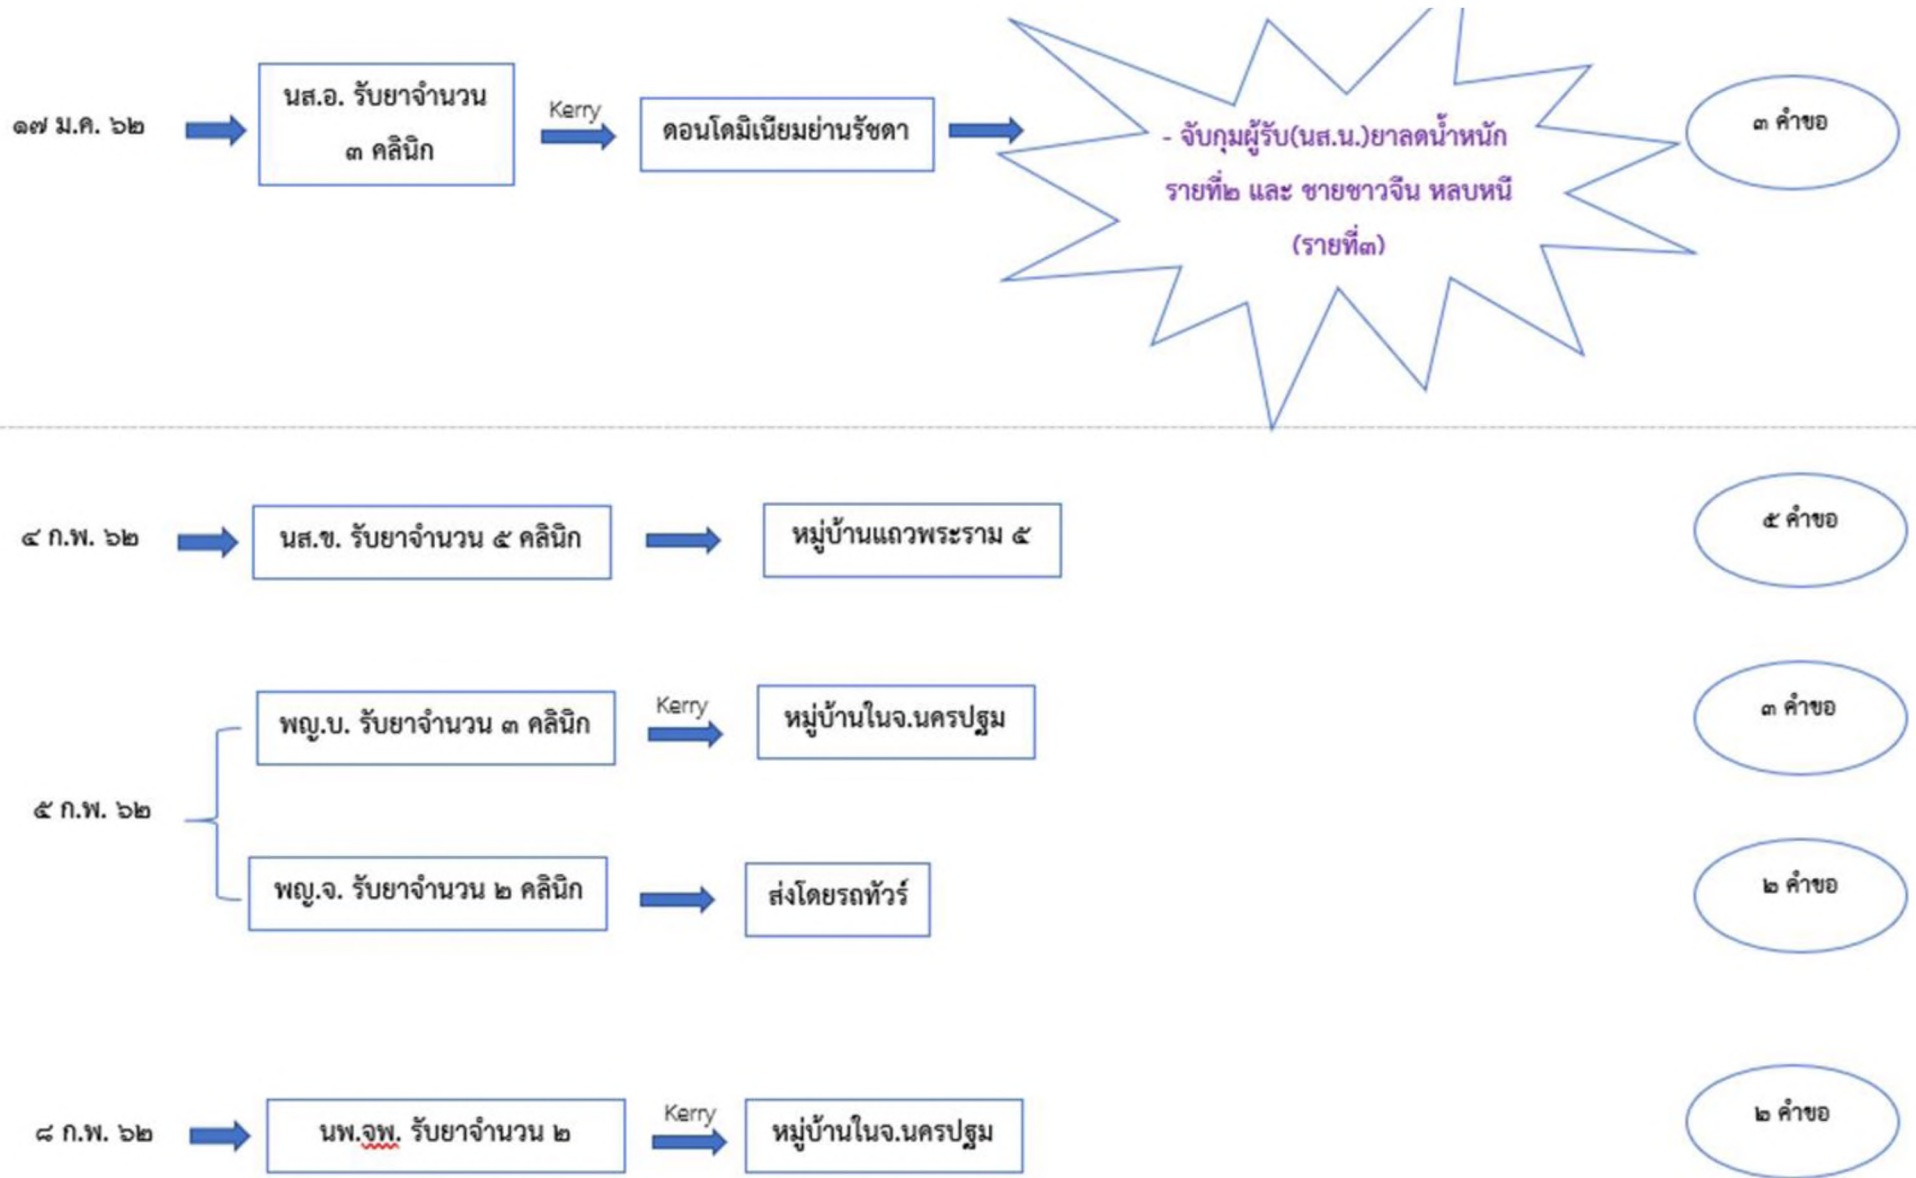 ๑๗ ม.ค. ๖๒
นส.อ. รับยาจำนวน
๓ คลินิก
Kerry
คอนโดมิเนียมย่านรัชดา
- จับกุมผู้รับ(นส.น.)ยาลดน้ำหนัก
รายที่๒ และ ชายชาวจีน หลบหนี
(รายที่๓)
๓ คำขอ
๔ ก.พ. ๖๒
นส.ข. รับยาจำนวน ๕ คลินิก
หมู่บ้านแถวพระราม ๕
๕ คำขอ
๕ ก.พ. ๖๒
พญ.บ. รับยาจำนวน ๓ คลินิก
Kerry
หมู่บ้านในจ.นครปฐม
๓ คำขอ
พญ.จ. รับยาจำนวน ๒ คลินิก
ส่งโดยรถทัวร์
๒ คำขอ
๘ ก.พ. ๖๒
นพ.จพ. รับยาจำนวน ๒
Kerry
หมู่บ้านในจ.นครปฐม
๒ คำขอ